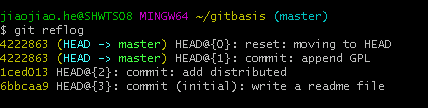 jiaojiao.he@SHWTS08 MINGW64 ~/gitbasis (master)
$ git reflog
4222863 (HEAD -> master) HEAD@{0}: reset: moving to HEAD
4222863 (HEAD -> master) HEAD@{1}: commit: append GPL
1ced013 HEAD@{2}: commit: add distributed
6bbcaa9 HEAD@{3}: commit (initial): write a readme file